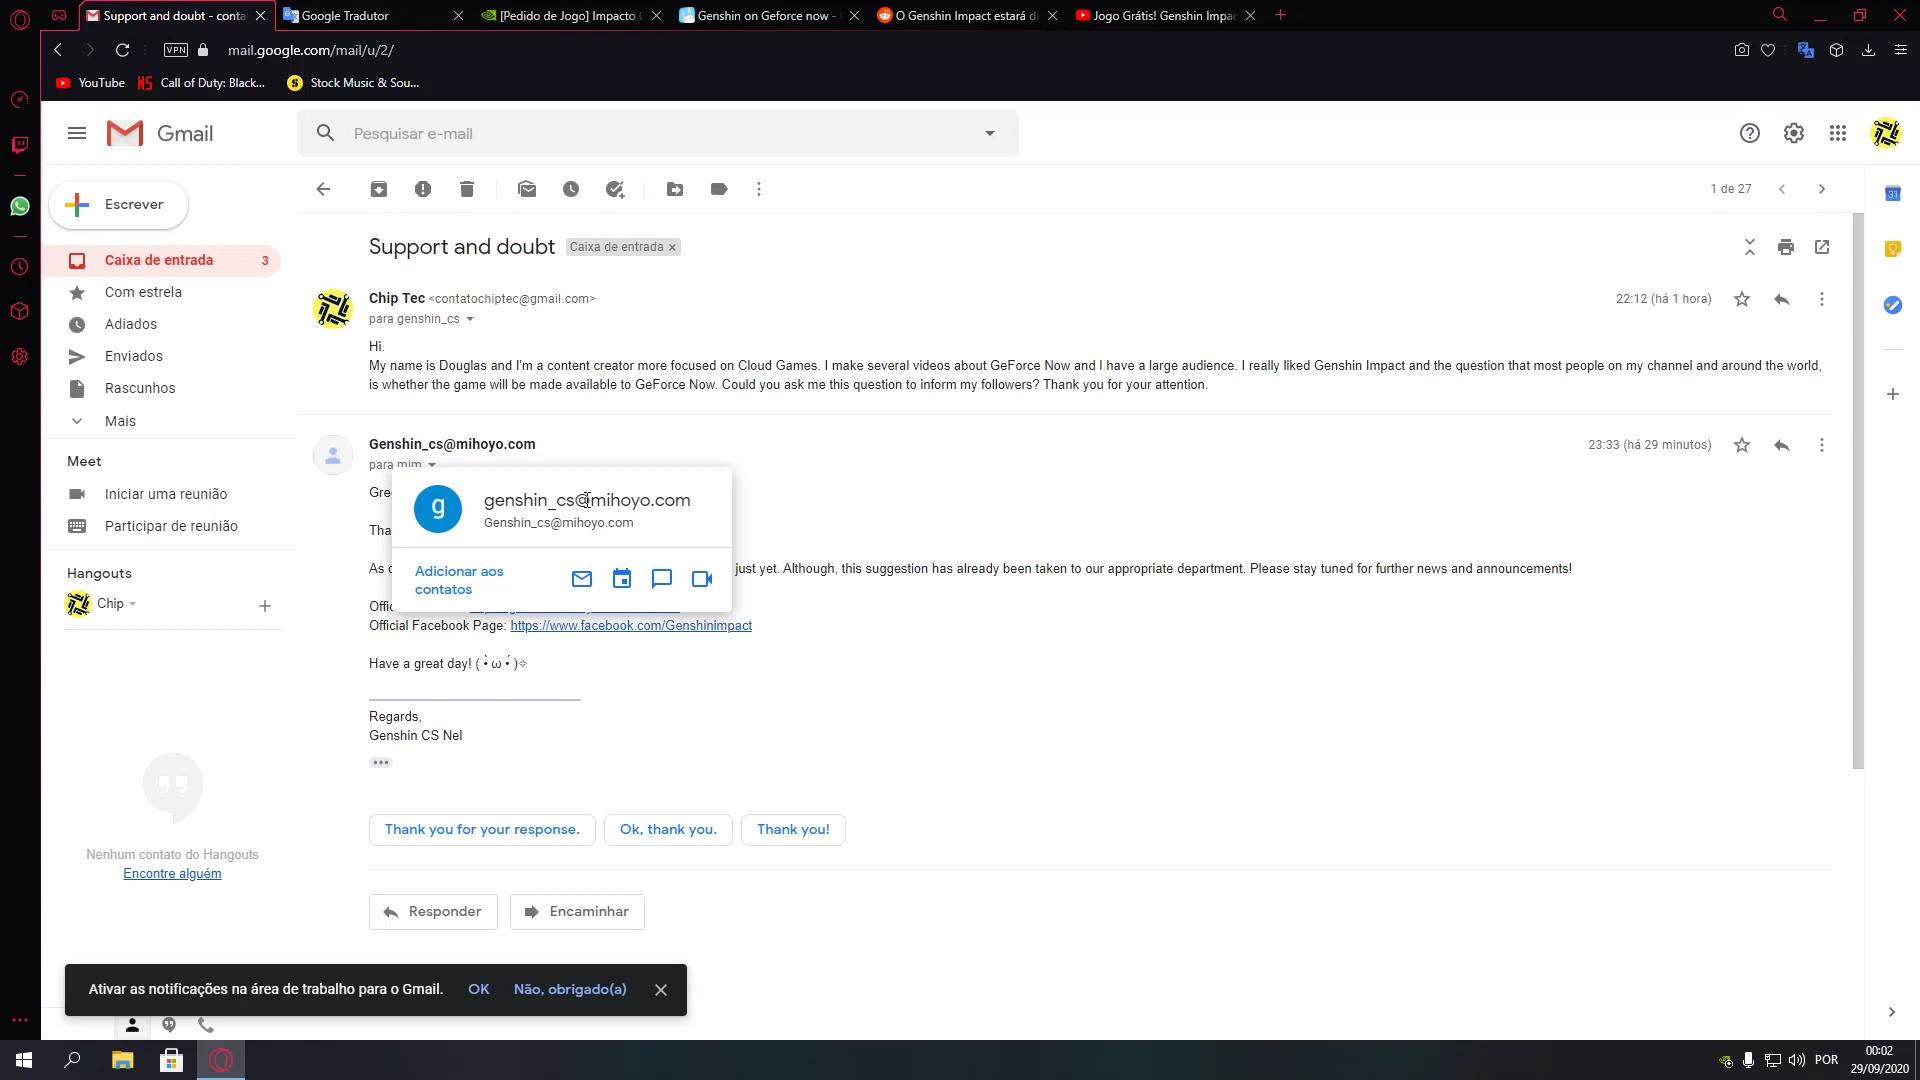 Support and doubt - conta
Google Tradutor
[Pedido de Jogo] Impacto
Genshin on Geforce now -
O Genshin Impact estará di
Jogo Grátis! Genshin Impac
VPN
mail.google.com/mail/u/2/
YouTube
Call of Duty: Black...
Stock Music & Sou...
Gmail
Pesquisar e-mail
Escrever
1 de 27
Caixa de entrada 3
Com estrela
Adiados
Enviados
Rascunhos
Mais
Meet
Iniciar uma reunião
Participar de reunião
Hangouts
Chip
Nenhum contato do Hangouts
Encontre alguém
Support and doubt Caixa de entrada x
Chip Tec <contatochiptec@gmail.com>
22:12 (há 1 hora)
para genshin_cs
Hi.
My name is Douglas and I'm a content creator more focused on Cloud Games. I make several videos about GeForce Now and I have a large audience. I really liked Genshin Impact and the question that most people on my channel and around the world,
is whether the game will be made available to GeForce Now. Could you ask me this question to inform my followers? Thank you for your attention.
Genshin_cs@mihoyo.com
23:33 (há 29 minutos)
para mim
Gre
g
genshin_cs@mihoyo.com
Genshin_cs@mihoyo.com
Tha
Adicionar aos
contatos
As
just yet. Although, this suggestion has already been taken to our appropriate department. Please stay tuned for further news and announcements!
Offic
Official Facebook Page: https://www.facebook.com/Genshinimpact
Have a great day! ( •̀ ω •́ )✧
Regards,
Genshin CS Nel
Thank you for your response.
Ok, thank you.
Thank you!
Responder
Encaminhar
Ativar as notificações na área de trabalho para o Gmail. OK Não, obrigado(a)
31
POR
00:02
29/09/2020